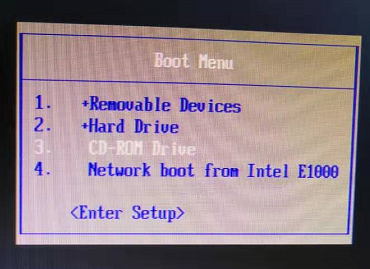 Boot Menu
1. +Removable Devices
2. +Hard Drive
3. CD-ROM Drive
4. Network boot from Intel E1000
<Enter Setup>